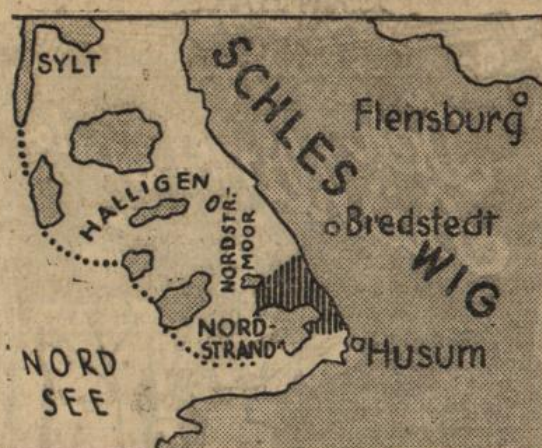 SYLT
SCHLES
WIG
Flensburg
HALLIGEN
NORDSTR.-
MOOR
Bredstedt
NORD-
STRAND
Husum
NORD
SEE